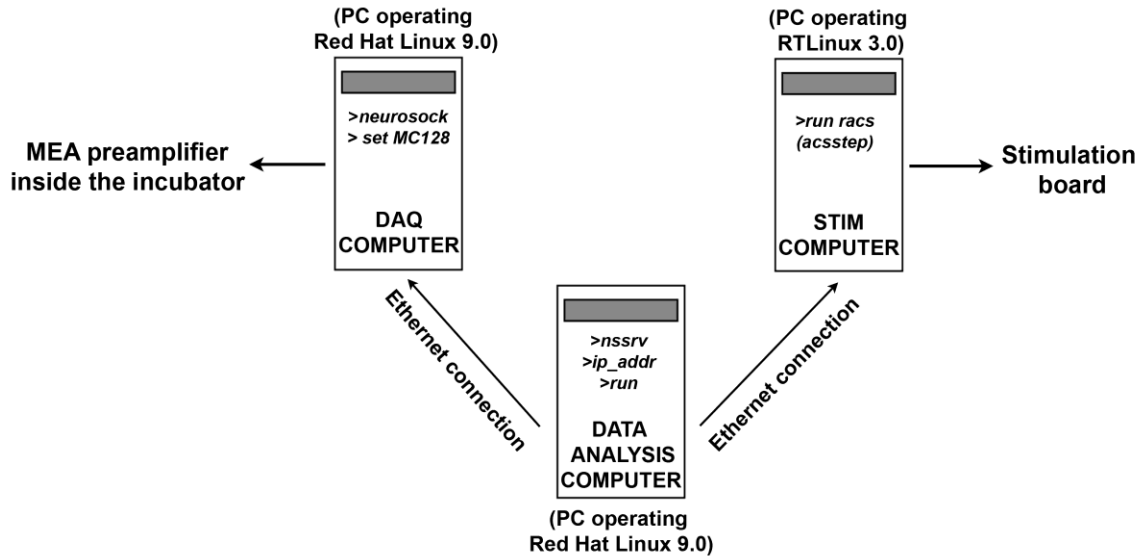 (PC operating
Red Hat Linux 9.0)
>neurosock
> set MC128
DAQ
COMPUTER
MEA preamplifier
inside the incubator
(PC operating
RTLinux 3.0)
>run racs
(acsstep)
STIM
COMPUTER
Stimulation
board
Ethernet connection
Ethernet connection
>nssrv
>ip_addr
>run
DATA
ANALYSIS
COMPUTER
(PC operating
Red Hat Linux 9.0)